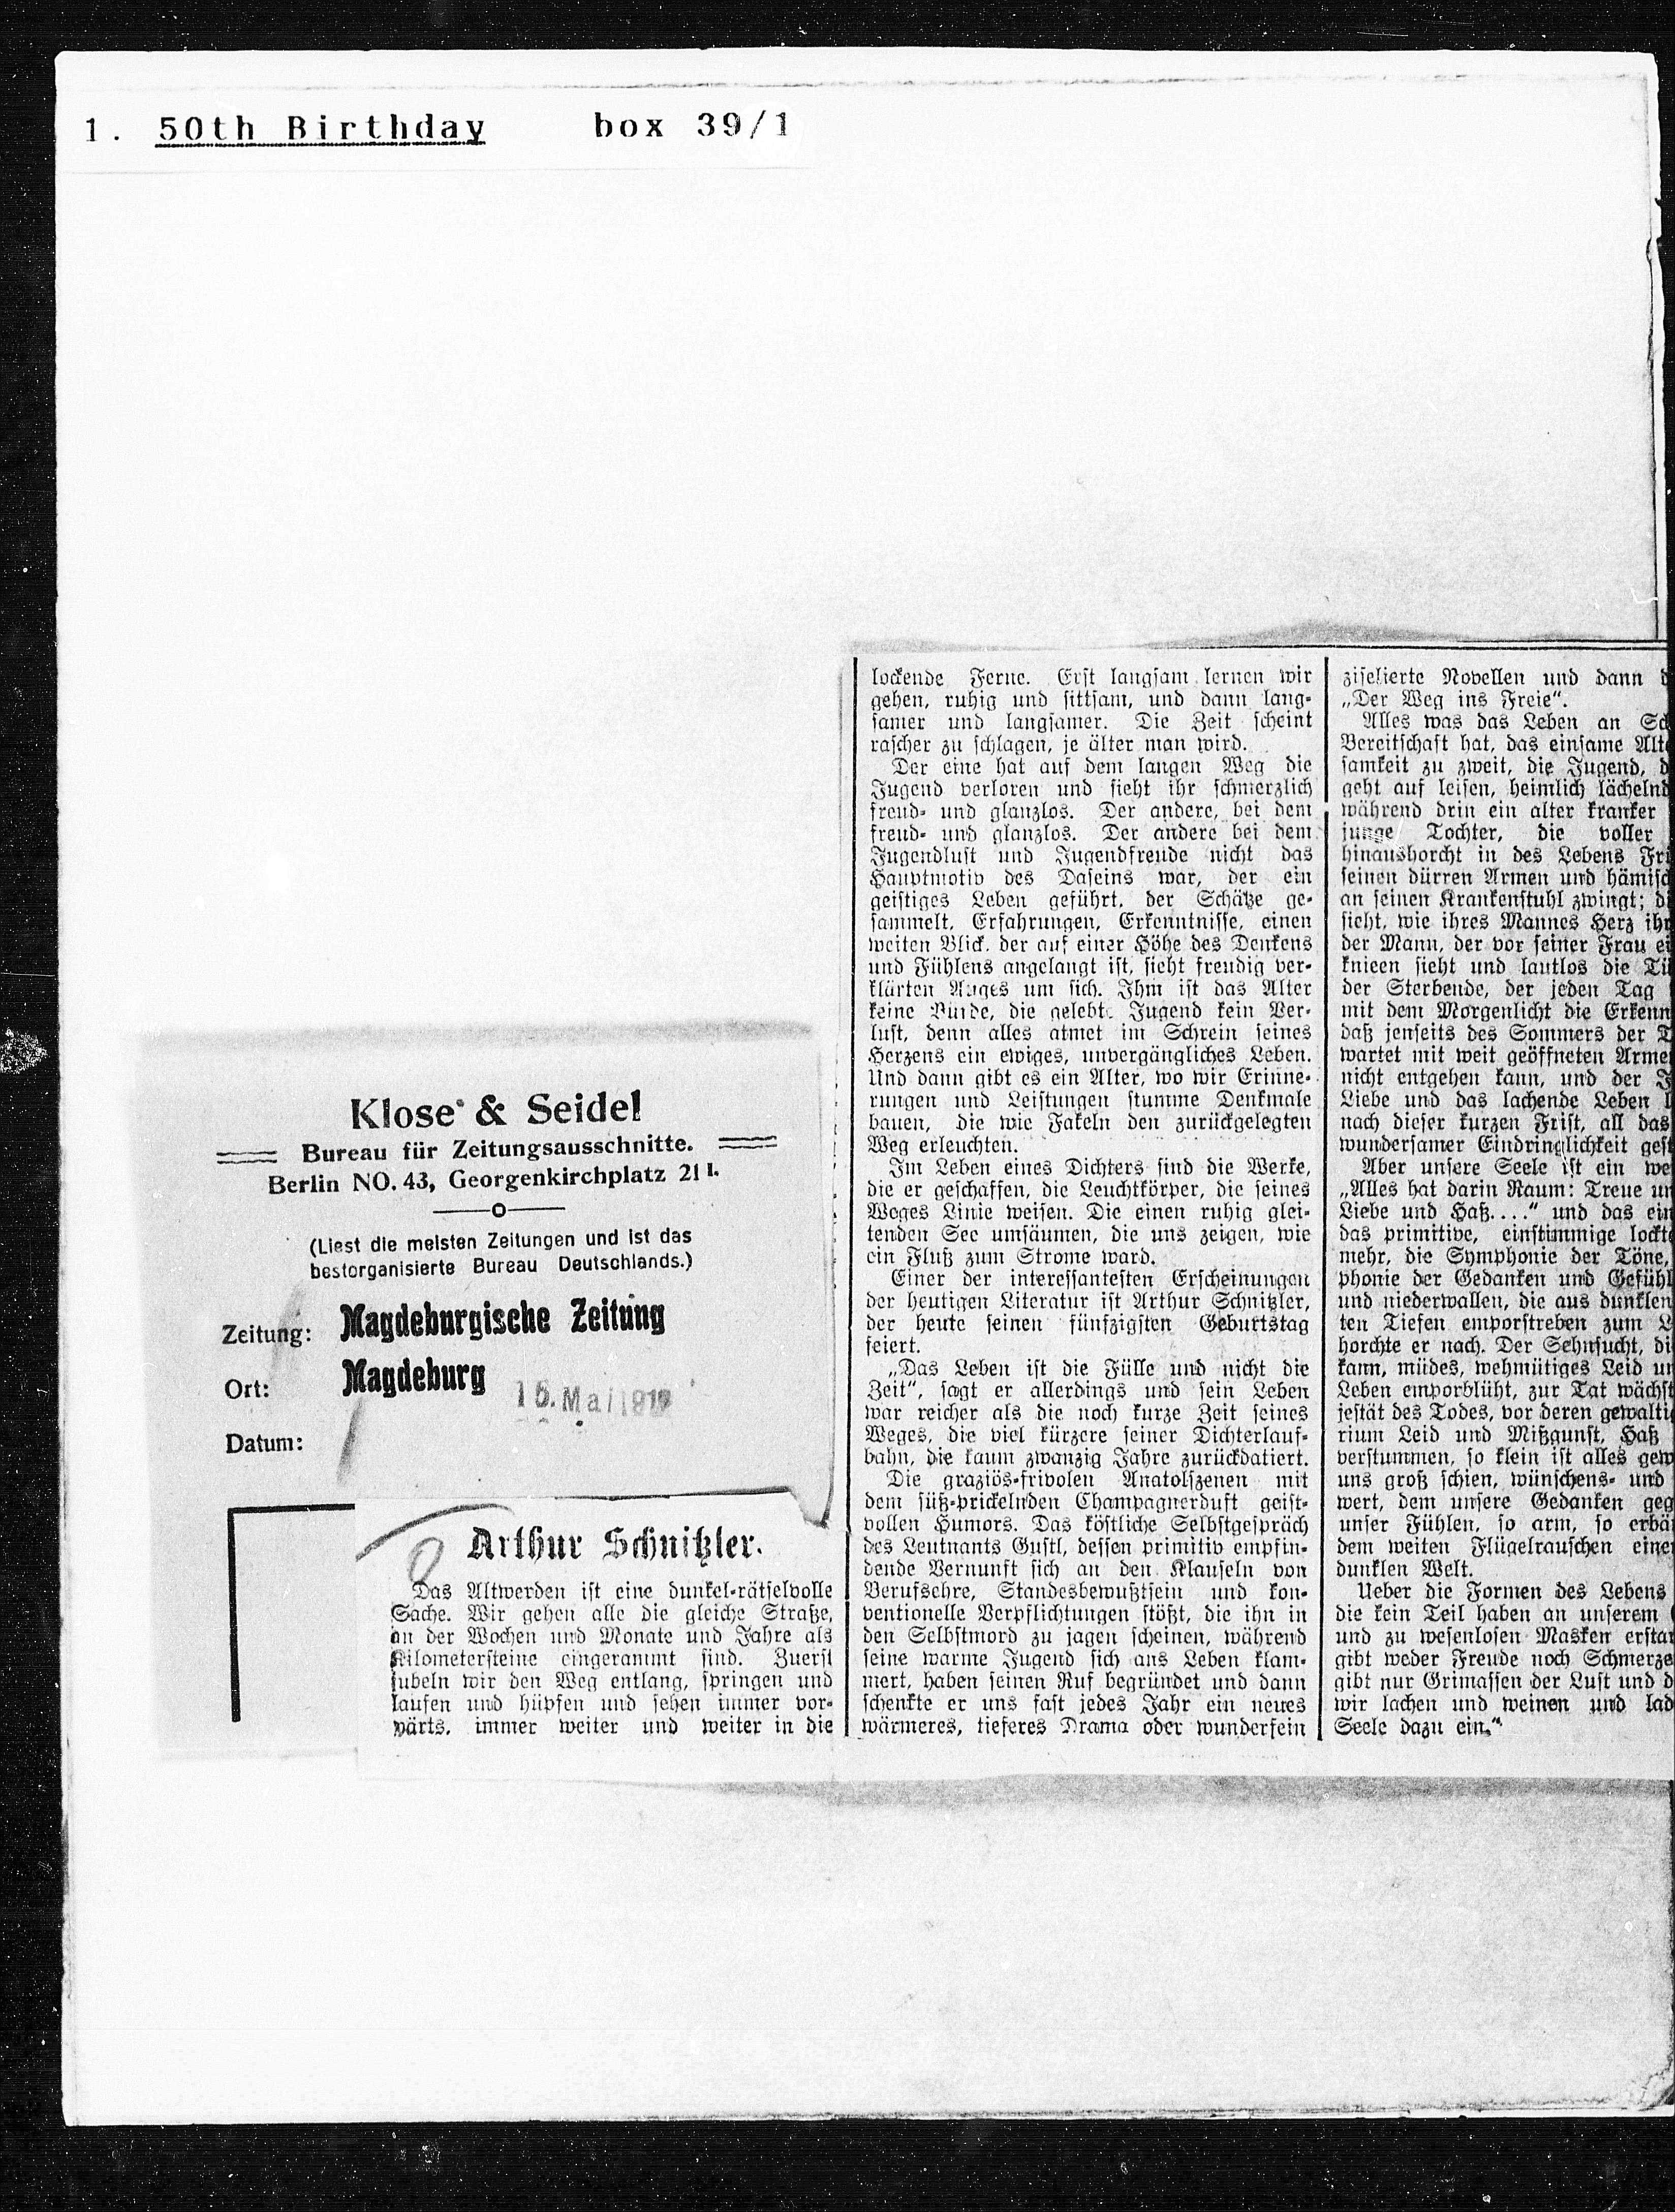 1. 50th Birthday box 39/1
Klose & Seidel
Bureau für Zeitungsausschnitte.
Berlin NO. 43, Georgenkirchplatz 21 I.
(Liest die meisten Zeitungen und ist das
bestorganisierte Bureau Deutschlands.)
Zeitung: Magdeburgische Zeitung
Ort: Magdeburg
15. Mai 1912
Datum:
Arthur Schnitzler.
Das Altwerden ist eine dunkel-rätselvolle
Sache. Wir gehen alle die gleiche Straße,
an der Wochen und Monate und Jahre als
Kilometersteine eingerammt sind. Zuerst
jubeln wir den Weg entlang, springen und
laufen und hüpfen und sehen immer vor-
wärts, immer weiter und weiter in die
lockende Ferne. Erst langsam lernen wir
gehen, ruhig und sittsam, und dann lang-
samer und langsamer. Die Zeit scheint
rascher zu schlagen, je älter man wird.
Der eine hat auf dem langen Weg die
Jugend verloren und sieht ihr schmerzlich
freud- und glanzlos. Der andere, bei dem
freud- und glanzlos. Der andere bei dem
Jugendlust und Jugendfreude nicht das
Hauptmotiv des Daseins war, der ein
geistiges Leben geführt, der Schätze ge-
sammelt, Erfahrungen, Erkenntnisse, einen
weiten Blick, der auf einer Höhe des Denkens
und Fühlens angelangt ist, sieht freudig ver-
klärten Auges um sich. Ihm ist das Alter
keine Bürde, die gelebte Jugend kein Ver-
lust, denn alles atmet im Schrein seines
Herzens ein ewiges, unvergängliches Leben.
Und dann gibt es ein Alter, wo wir Erinne-
rungen und Leistungen stumme Denkmale
bauen, die wie Fakeln den zurückgelegten
Weg erleuchten.
Im Leben eines Dichters sind die Werke,
die er geschaffen, die Leuchtkörper, die seines
Weges Linie weisen. Die einen ruhig glei-
tenden See umsäumen, die uns zeigen, wie
ein Fluß zum Strome ward.
Einer der interessantesten Erscheinungen
der heutigen Literatur ist Arthur Schnitzler,
der heute seinen fünfzigsten Geburtstag
feiert.
„Das Leben ist die Fülle und nicht die
Zeit“, sagt er allerdings und sein Leben
war reicher als die noch kurze Zeit seines
Weges, die viel kürzere seiner Dichterlauf-
bahn, die kaum zwanzig Jahre zurückdatiert.
Die graziös-frivolen Anatolszenen mit
dem süß-prickelnden Champagnerduft geist-
vollen Humors. Das köstliche Selbstgespräch
des Leutnants Gustl, dessen primitiv empfin-
dende Vernunft sich an den Klauseln von
Berufsehre, Standesbewußtsein und kon-
ventionelle Verpflichtungen stößt, die ihn in
den Selbstmord zu jagen scheinen, während
seine warme Jugend sich ans Leben klam-
mert, haben seinen Ruf begründet und dann
schenkte er uns fast jedes Jahr ein neues
wärmeres, tieferes Drama oder wunderfein
ziselierte Novellen und dann
„Der Weg ins Freie“.
Alles was das Leben an
Bereitschaft hat, das einsame
samkeit zu zweit, die Jugend,
geht auf leisen, heimlich
während drin ein alter kranker
junge Tochter, die voller
hinaushorcht in des Lebens
seinen dürren Armen und
an seinen Krankenstuhl zwingt;
sieht, wie ihres Mannes Herz
der Mann, der vor seiner Frau
knieen sieht und lautlos die
der Sterbende, der jeden Tag
mit dem Morgenlicht die
daß jenseits des Sommers der
wartet mit weit geöffneten
nicht entgehen kann, und der
Liebe und das lachende Leben
nach dieser kurzen Frist, all das
wundersamer Eindringlichkeit
Aber unsere Seele ist ein
„Alles hat darin Raum: Treue
Liebe und Haß....“ und das
das primitive, einstimmige
mehr, die Symphonie der Töne,
phonie der Gedanken und
und niederwallen, die aus dunklen
ten Tiefen emporstreben zum
horchte er nach. Der Sehnsucht,
kann, müdes, wehmütiges Leid
Leben emporblüht, zur Tat
jestät des Todes, vor deren
rium Leid und Mißgunst, Haß
verstummen, so klein ist alles
uns groß schien, wünschens- und
wert, dem unsere Gedanken
unser Fühlen, so arm, so
dem weiten Flügelrauschen
dunklen Welt.
Ueber die Formen des Lebens
die kein Teil haben an unserem
und zu wesenlosen Masken
gibt weder Freude noch
gibt nur Grimassen der Lust und
wir lachen und weinen und
Seele dazu ein.“